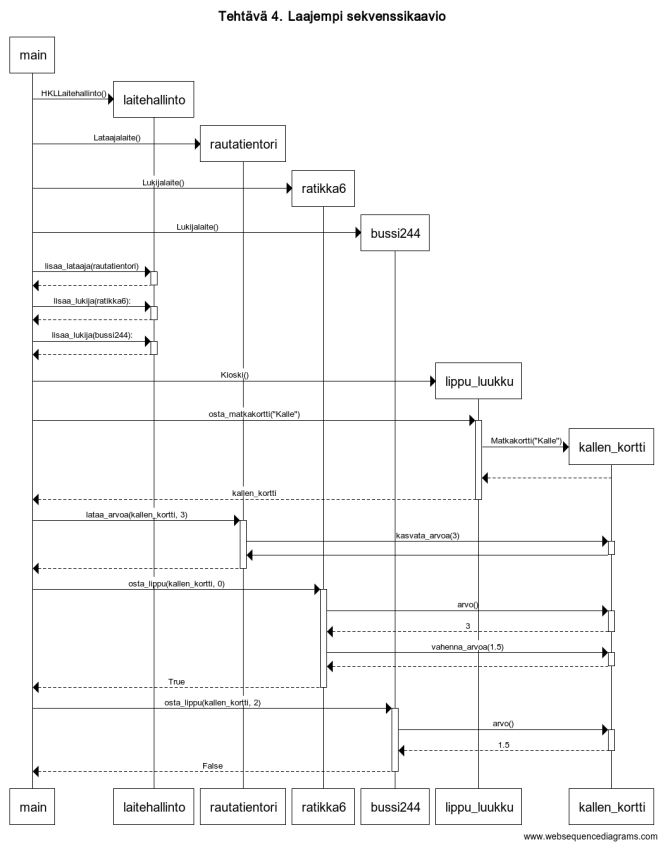 Tehtävä 4. Laajempi sekvenssikaavio
main
HKLLaitehallinto()
laitehallinto
Lataajalaite()
rautatientori
Lukijalaite()
ratikka6
Lukijalaite()
bussi244
lisaa_lataaja(rautatientori)
lisaa_lukija(ratikka6):
lisaa_lukija(bussi244):
Kioski()
lippu_luukku
osta_matkakortti("Kalle")
Matkakortti("Kalle")
kallen_kortti
kallen_kortti
lataa_arvoa(kallen_kortti, 3)
kasvata_arvoa(3)
osta_lippu(kallen_kortti, 0)
arvo()
3
vahenna_arvoa(1.5)
True
osta_lippu(kallen_kortti, 2)
arvo()
1.5
False
main laitehallinto rautatientori ratikka6 bussi244 lippu_luukku kallen_kortti
www.websequencediagrams.com